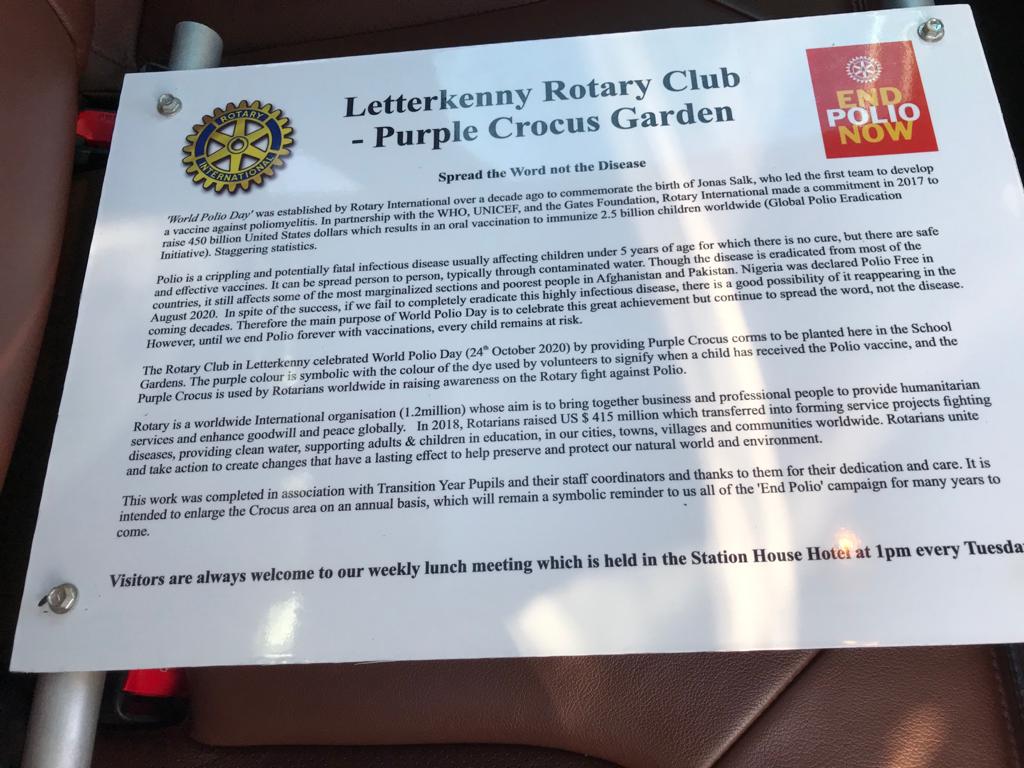 Letterkenny Rotary Club
- Purple Crocus Garden
ROTARY
INTERNATIONAL
END
POLIO
NOW
Spread the Word not the Disease
'World Polio Day' was established by Rotary International over a decade ago to commemorate the birth of Jonas Salk, who led the first team to develop
a vaccine against poliomyelitis. In partnership with the WHO, UNICEF, and the Gates Foundation, Rotary International made a commitment in 2017 to
raise 450 billion United States dollars which results in an oral vaccination to immunize 2.5 billion children worldwide (Global Polio Eradication
Initiative). Staggering statistics.
Polio is a crippling and potentially fatal infectious disease usually affecting children under 5 years of age for which there is no cure, but there are safe
and effective vaccines. It can be spread person to person, typically through contaminated water. Though the disease is eradicated from most of the
countries, it still affects some of the most marginalized sections and poorest people in Afghanistan and Pakistan. Nigeria was declared Polio Free in
August 2020. In spite of the success, if we fail to completely eradicate this highly infectious disease, there is a good possibility of it reappearing in the
coming decades. Therefore the main purpose of World Polio Day is to celebrate this great achievement but continue to spread the word, not the disease.
However, until we end Polio forever with vaccinations, every child remains at risk.
The Rotary Club in Letterkenny celebrated World Polio Day (24th October 2020) by providing Purple Crocus corms to be planted here in the School
Gardens. The purple colour is symbolic with the colour of the dye used by volunteers to signify when a child has received the Polio vaccine, and the
Purple Crocus is used by Rotarians worldwide in raising awareness on the Rotary fight against Polio.
Rotary is a worldwide International organisation (1.2million) whose aim is to bring together business and professional people to provide humanitarian
services and enhance goodwill and peace globally. In 2018, Rotarians raised US $ 415 million which transferred into forming service projects fighting
diseases, providing clean water, supporting adults & children in education, in our cities, towns, villages and communities worldwide. Rotarians unite
and take action to create changes that have a lasting effect to help preserve and protect our natural world and environment.
This work was completed in association with Transition Year Pupils and their staff coordinators and thanks to them for their dedication and care. It is
intended to enlarge the Crocus area on an annual basis, which will remain a symbolic reminder to us all of the 'End Polio' campaign for many years to
come.
Visitors are always welcome to our weekly lunch meeting which is held in the Station House Hotel at 1pm every Tuesda